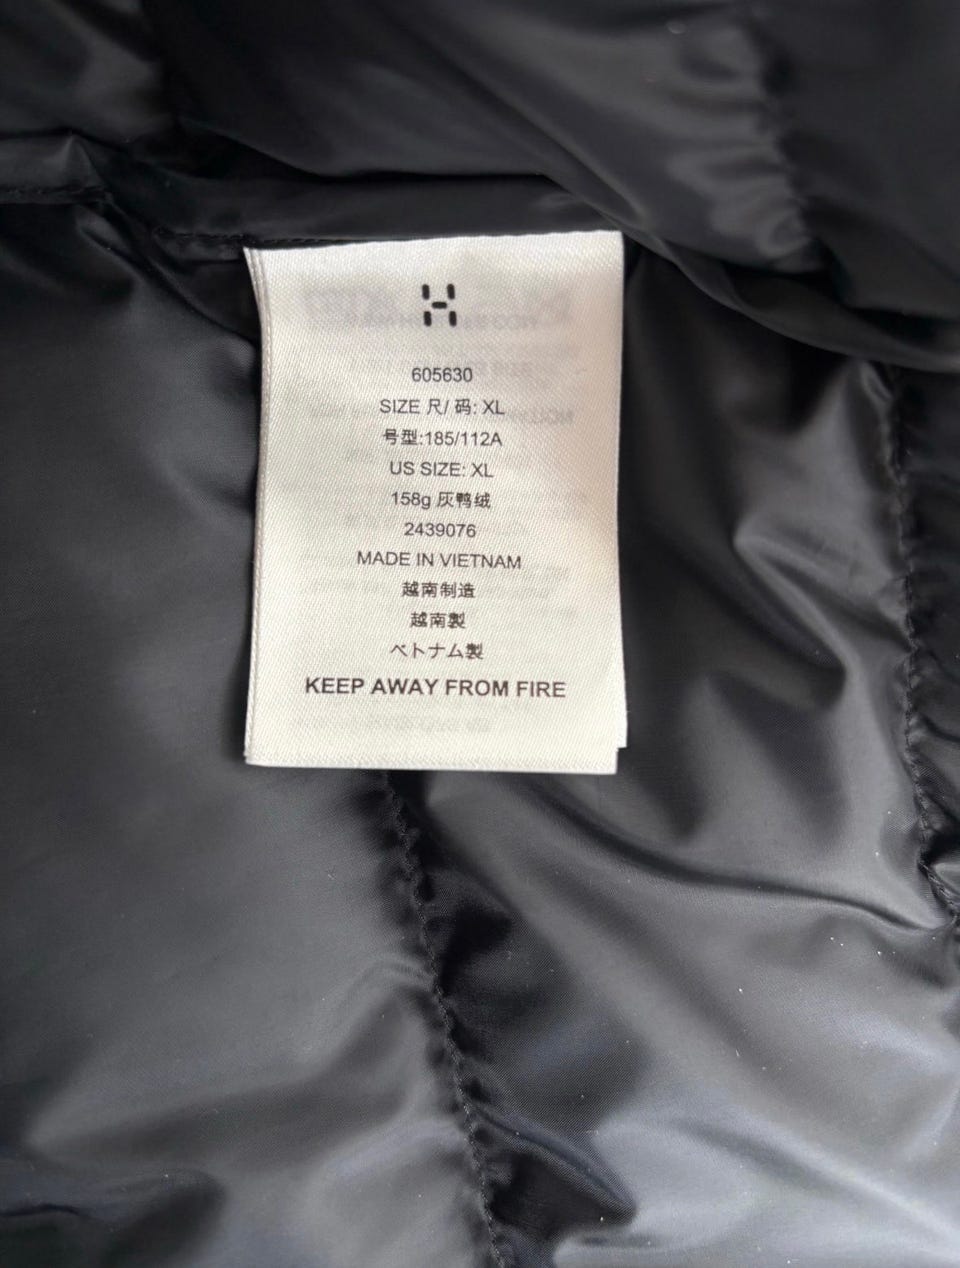 605630
SIZE 尺/ 码: XL
号型:185/112A
US SIZE: XL
158g 灰鸭绒
2439076
MADE IN VIETNAM
越南制造
越南製
ベトナム製
KEEP AWAY FROM FIRE